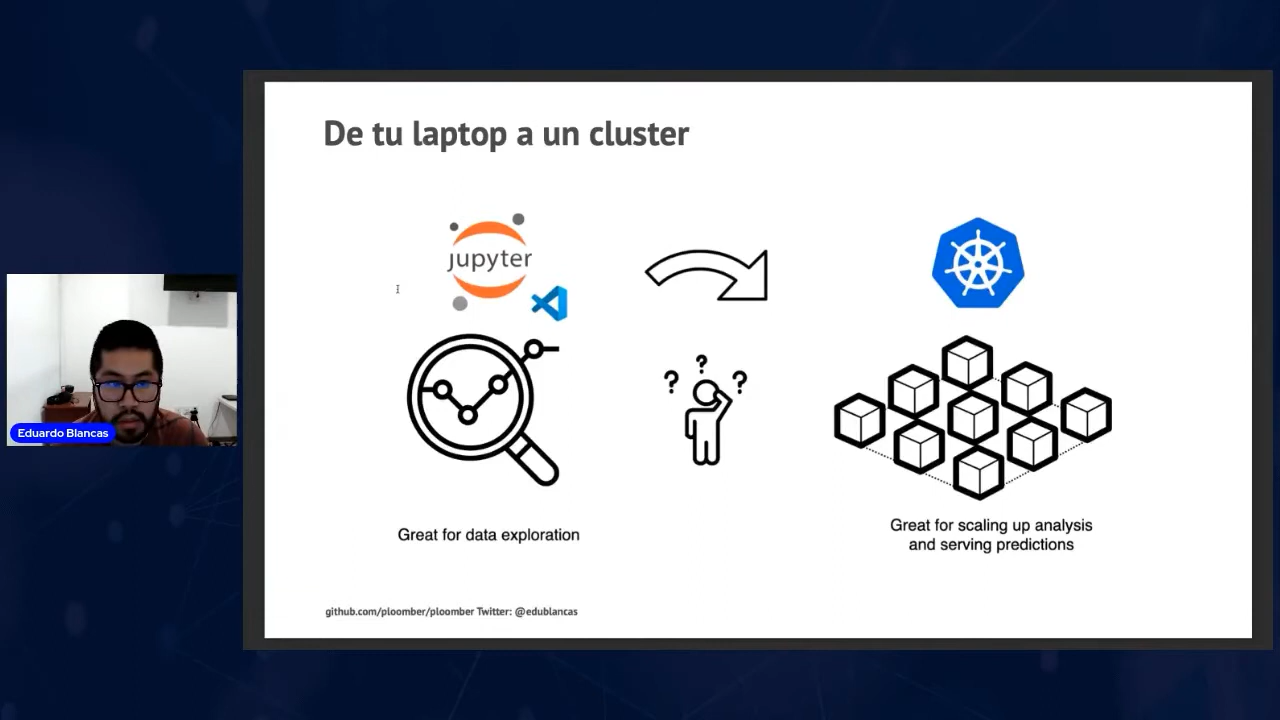 De tu laptop a un cluster
jupyter
? ? ?
Great for data exploration
Great for scaling up analysis
and serving predictions
github.com/ploomber/ploomber Twitter: @edublancas
Eduardo Blancas